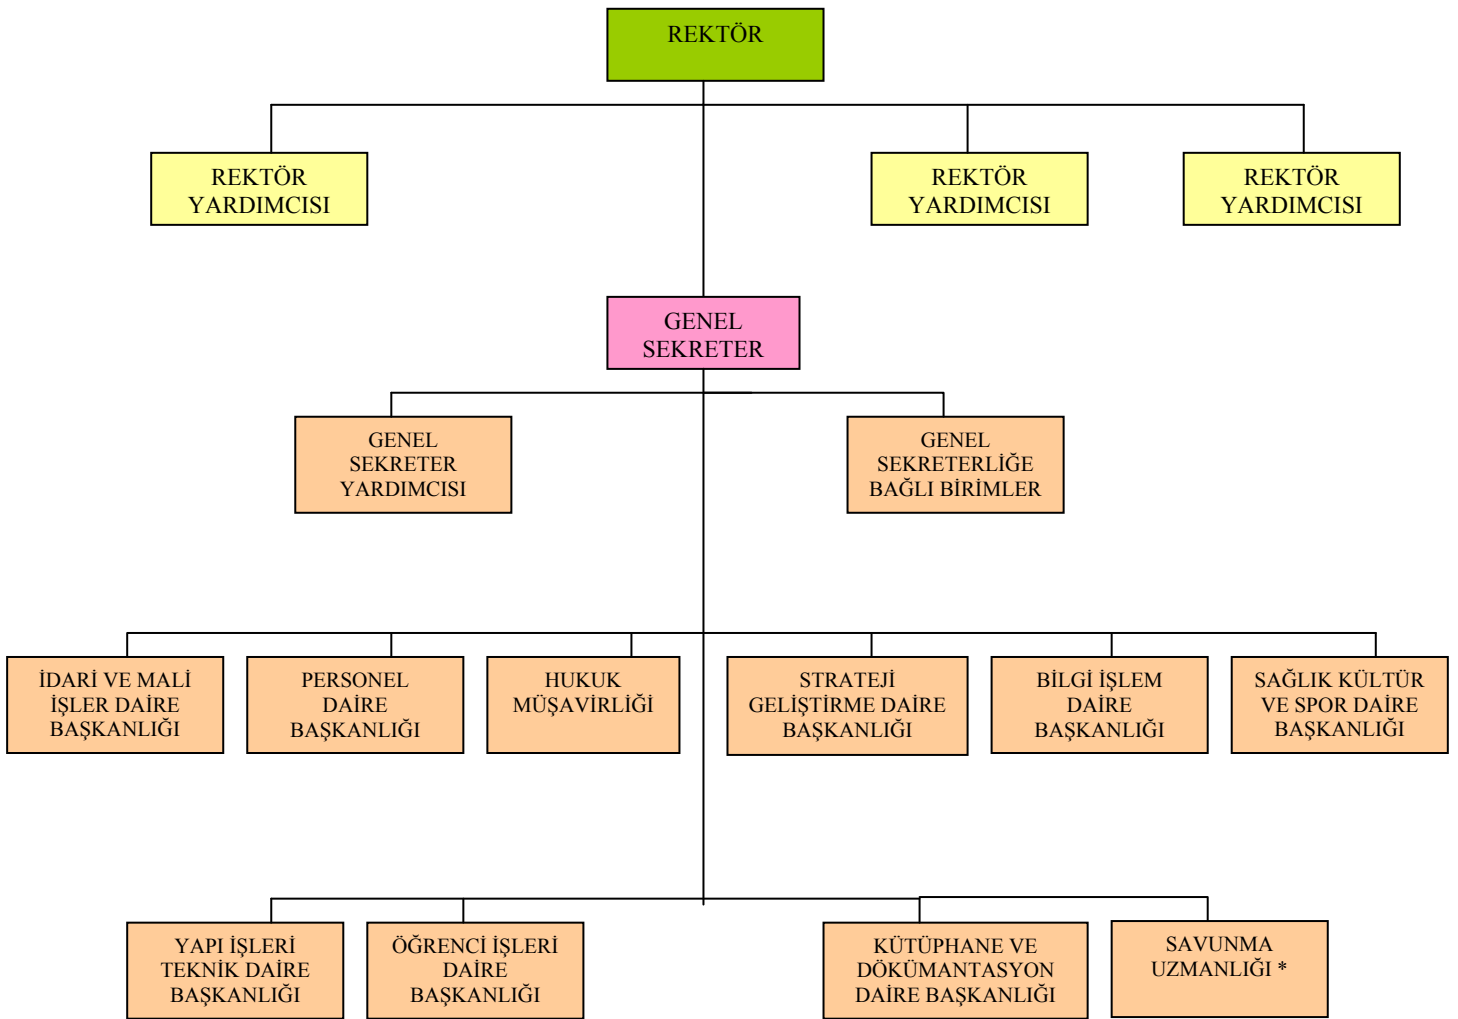 REKTÖR
REKTÖR
YARDIMCISI
REKTÖR
YARDIMCISI
REKTÖR
YARDIMCISI
GENEL
SEKRETER
GENEL
SEKRETER
YARDIMCISI
GENEL
SEKRETERLİĞE
BAĞLI BİRİMLER
İDARİ VE MALİ
İŞLER DAİRE
BAŞKANLIĞI
PERSONEL
DAİRE
BAŞKANLIĞI
HUKUK
MÜŞAVİRLİĞİ
STRATEJİ
GELİŞTİRME DAİRE
BAŞKANLIĞI
BİLGİ İŞLEM
DAİRE
BAŞKANLIĞI
SAĞLIK KÜLTÜR
VE SPOR DAİRE
BAŞKANLIĞI
YAPI İŞLERİ
TEKNİK DAİRE
BAŞKANLIĞI
ÖĞRENCİ İŞLERİ
DAİRE
BAŞKANLIĞI
KÜTÜPHANE VE
DÖKÜMANTASYON
DAİRE BAŞKANLIĞI
SAVUNMA
UZMANLIĞI *